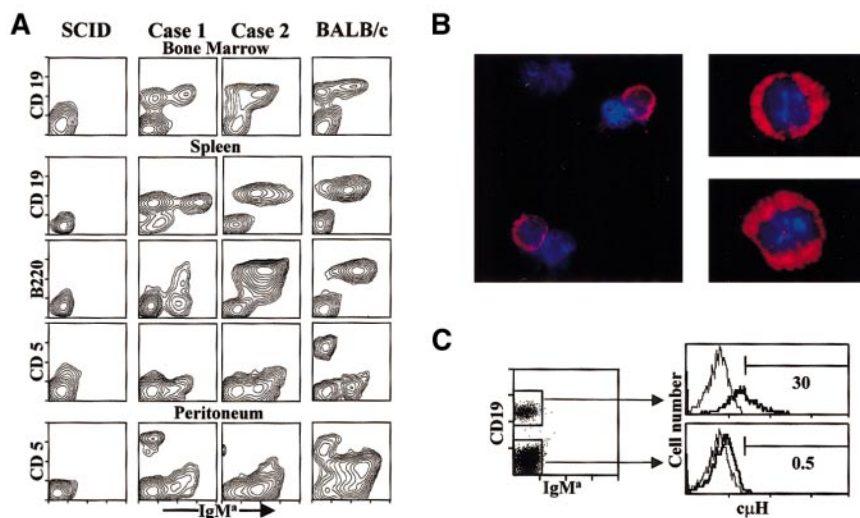 A
SCID Case 1 Case 2 BALB/c
Bone Marrow
CD 19
Spleen
CD 19
B220
CD 5
Peritoneum
CD 5
IgMᵃ
B
C
CD19
IgMᵃ
Cell number
30
0.5
cμH